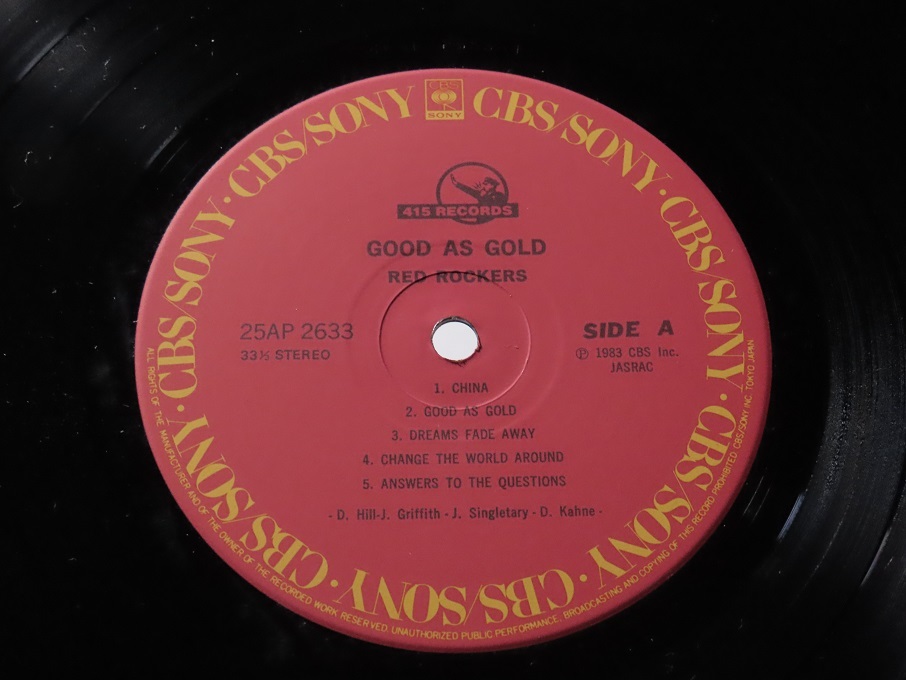 CBS/SONY · CBS/SONY · CBS/SONY · CBS/SONY · CBS/SONY · CBS/SONY · CBS/SONY · CBS/SONY · CBS/SONY
CBS
SONY
415 RECORDS
GOOD AS GOLD
RED ROCKERS
25AP 2633
33⅓ STEREO
SIDE A
Ⓟ 1983 CBS Inc.
JASRAC
1. CHINA
2. GOOD AS GOLD
3. DREAMS FADE AWAY
4. CHANGE THE WORLD AROUND
5. ANSWERS TO THE QUESTIONS
- D. Hill-J. Griffith - J. Singletary - D. Kahne -
ALL RIGHTS OF THE MANUFACTURER AND OF THE OWNER OF THE RECORDED WORK RESERVED. UNAUTHORIZED PUBLIC PERFORMANCE, BROADCASTING AND COPYING OF THIS RECORD PROHIBITED CBS/SONY INC. TOKYO JAPAN